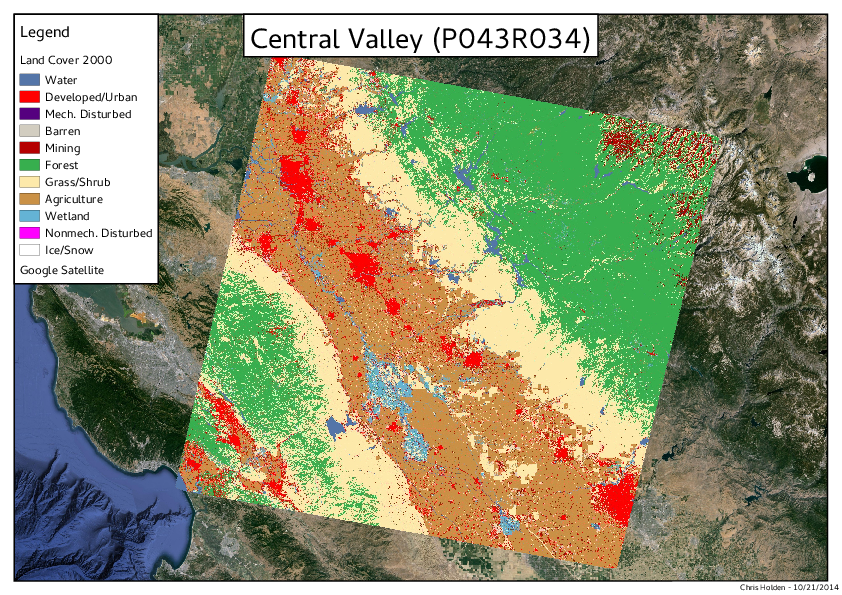 Central Valley (P043R034)
Legend
Land Cover 2000
Water
Developed/Urban
Mech. Disturbed
Barren
Mining
Forest
Grass/Shrub
Agriculture
Wetland
Nonmech. Disturbed
Ice/Snow
Google Satellite
Chris Holden - 10/21/2014